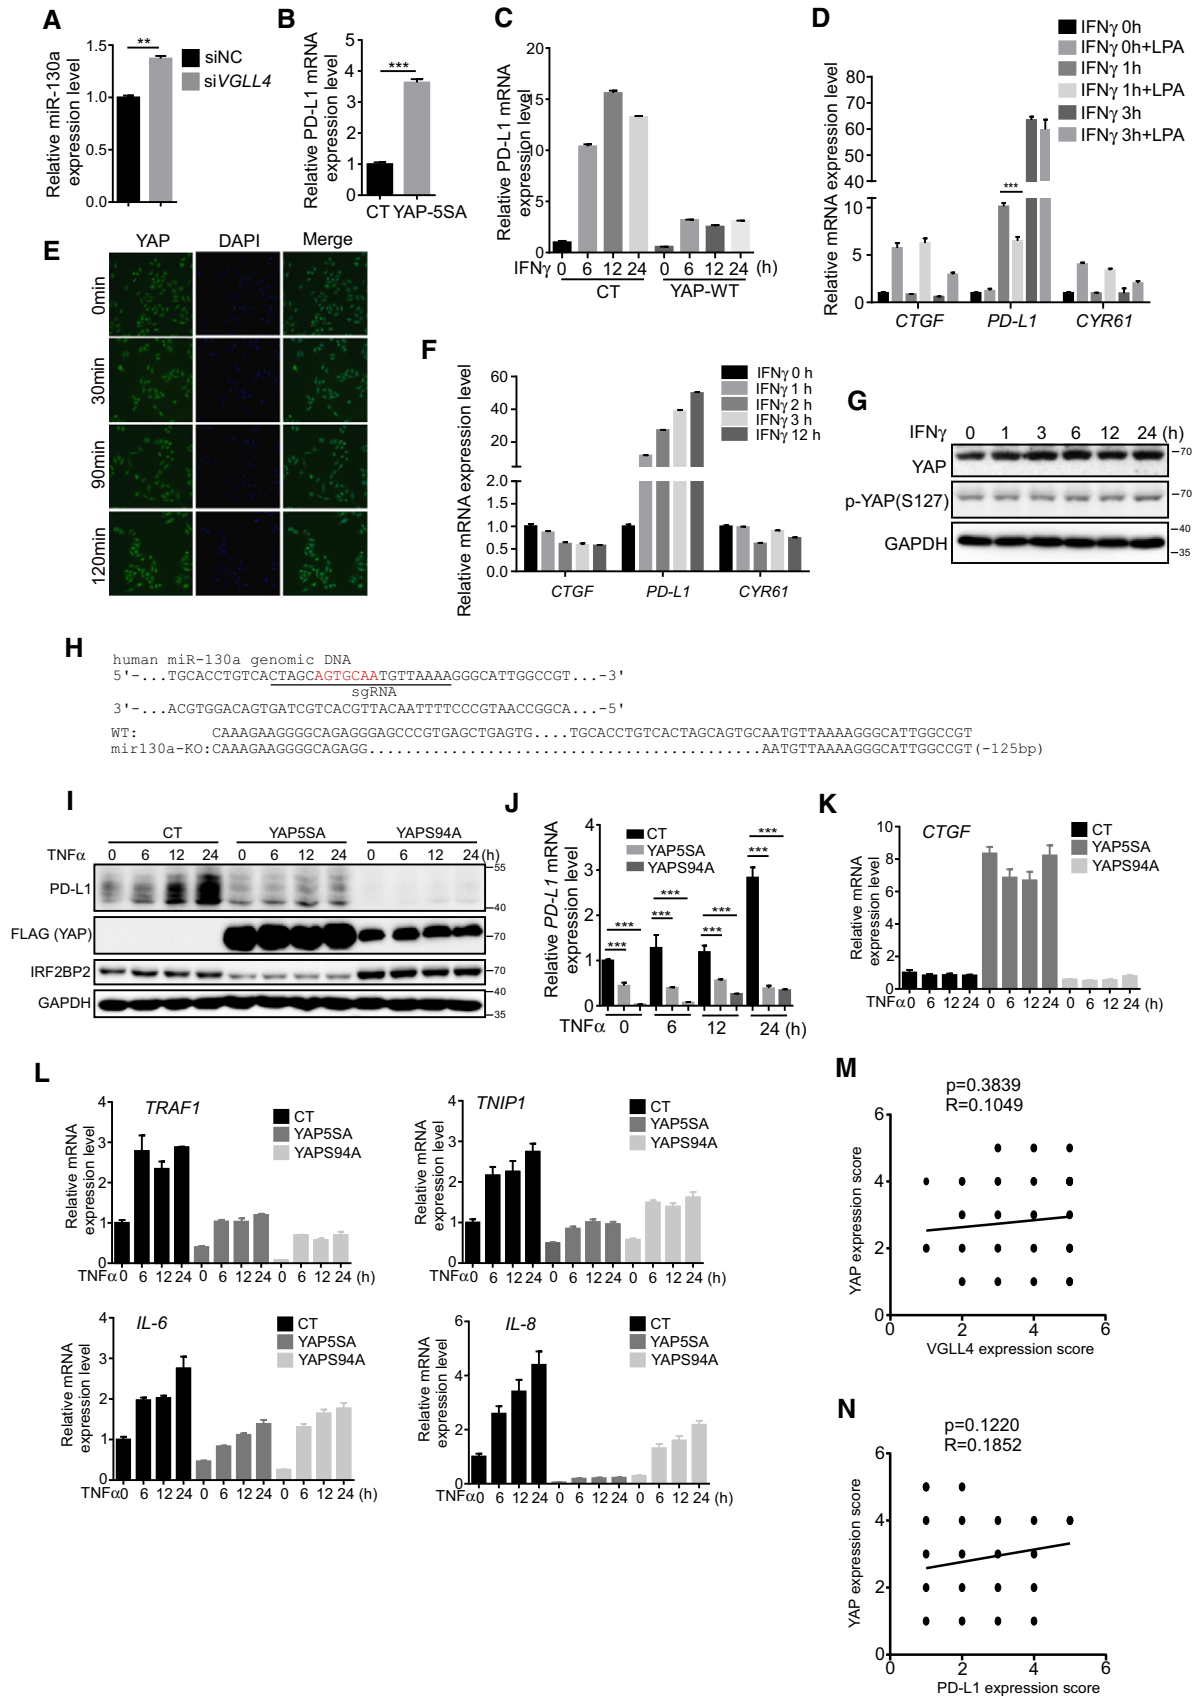 A
Relative miR-130a
expression level
1.5
1.0
0.5
0.0
**
siNC
siVGLL4
B
Relative PD-L1 mRNA
expression level
5
4
3
2
1
0
***
CT YAP-5SA
C
Relative PD-L1 mRNA
expression level
20
15
10
5
0
IFNγ 0 6 12 24 0 6 12 24 (h)
CT YAP-WT
D
IFNγ 0h
IFNγ 0h+LPA
IFNγ 1h
IFNγ 1h+LPA
IFNγ 3h
IFNγ 3h+LPA
Relative mRNA expression level
80
70
60
50
40
10
5
0
***
CTGF PD-L1 CYR61
E
YAP DAPI Merge
0min
30min
90min
120min
F
Relative mRNA expression level
60
40
20
2.0
1.5
1.0
0.5
0.0
IFNγ 0 h
IFNγ 1 h
IFNγ 2 h
IFNγ 3 h
IFNγ 12 h
CTGF PD-L1 CYR61
G
IFNγ 0 1 3 6 12 24 (h)
YAP –70
p-YAP(S127) –70
GAPDH –40
–35
H
human miR-130a genomic DNA
5'-...TGCACCTGTCACTAGCAGTGCAATGTTAAAAGGGCATTGGCCGT...-3'
sgRNA
3'-...ACGTGGACAGTGATCGTCACGTTACAATTTTCCCGTAACCGGCA...-5'
WT: CAAAGAAGGGGCAGAGGGAGCCCGTGAGCTGAGTG....TGCACCTGTCACTAGCAGTGCAATGTTAAAAGGGCATTGGCCGT
mir130a-KO:CAAAGAAGGGGCAGAGG.......................................AATGTTAAAAGGGCATTGGCCGT(-125bp)
I
CT YAP5SA YAPS94A
TNFα 0 6 12 24 0 6 12 24 0 6 12 24 (h)
PD-L1 –55
–40
FLAG (YAP) –70
IRF2BP2 –70
GAPDH –40
–35
J
Relative PD-L1 mRNA
expression level
4
3
2
1
0
CT
YAP5SA
YAPS94A
*** *** *** ***
*** *** *** ***
TNFα 0 6 12 24 (h)
K
CTGF
Relative mRNA
expression level
10
8
6
4
2
0
CT
YAP5SA
YAPS94A
TNFα 0 6 12 24 0 6 12 24 0 6 12 24 (h)
L
TRAF1
Relative mRNA
expression level
4
3
2
1
0
CT
YAP5SA
YAPS94A
TNFα0 6 12 24 0 6 12 24 0 6 12 24 (h)
TNIP1
Relative mRNA
expression level
4
3
2
1
0
CT
YAP5SA
YAPS94A
TNFα0 6 12 24 0 6 12 24 0 6 12 24 (h)
IL-6
Relative mRNA
expression level
4
3
2
1
0
CT
YAP5SA
YAPS94A
TNFα0 6 12 24 0 6 12 24 0 6 12 24 (h)
IL-8
Relative mRNA
expression level
6
4
2
0
CT
YAP5SA
YAPS94A
TNFα0 6 12 24 0 6 12 24 0 6 12 24 (h)
M
p=0.3839
R=0.1049
YAP expression score
6
4
2
0
0 2 4 6
VGLL4 expression score
N
p=0.1220
R=0.1852
YAP expression score
6
4
2
0
0 2 4 6
PD-L1 expression score